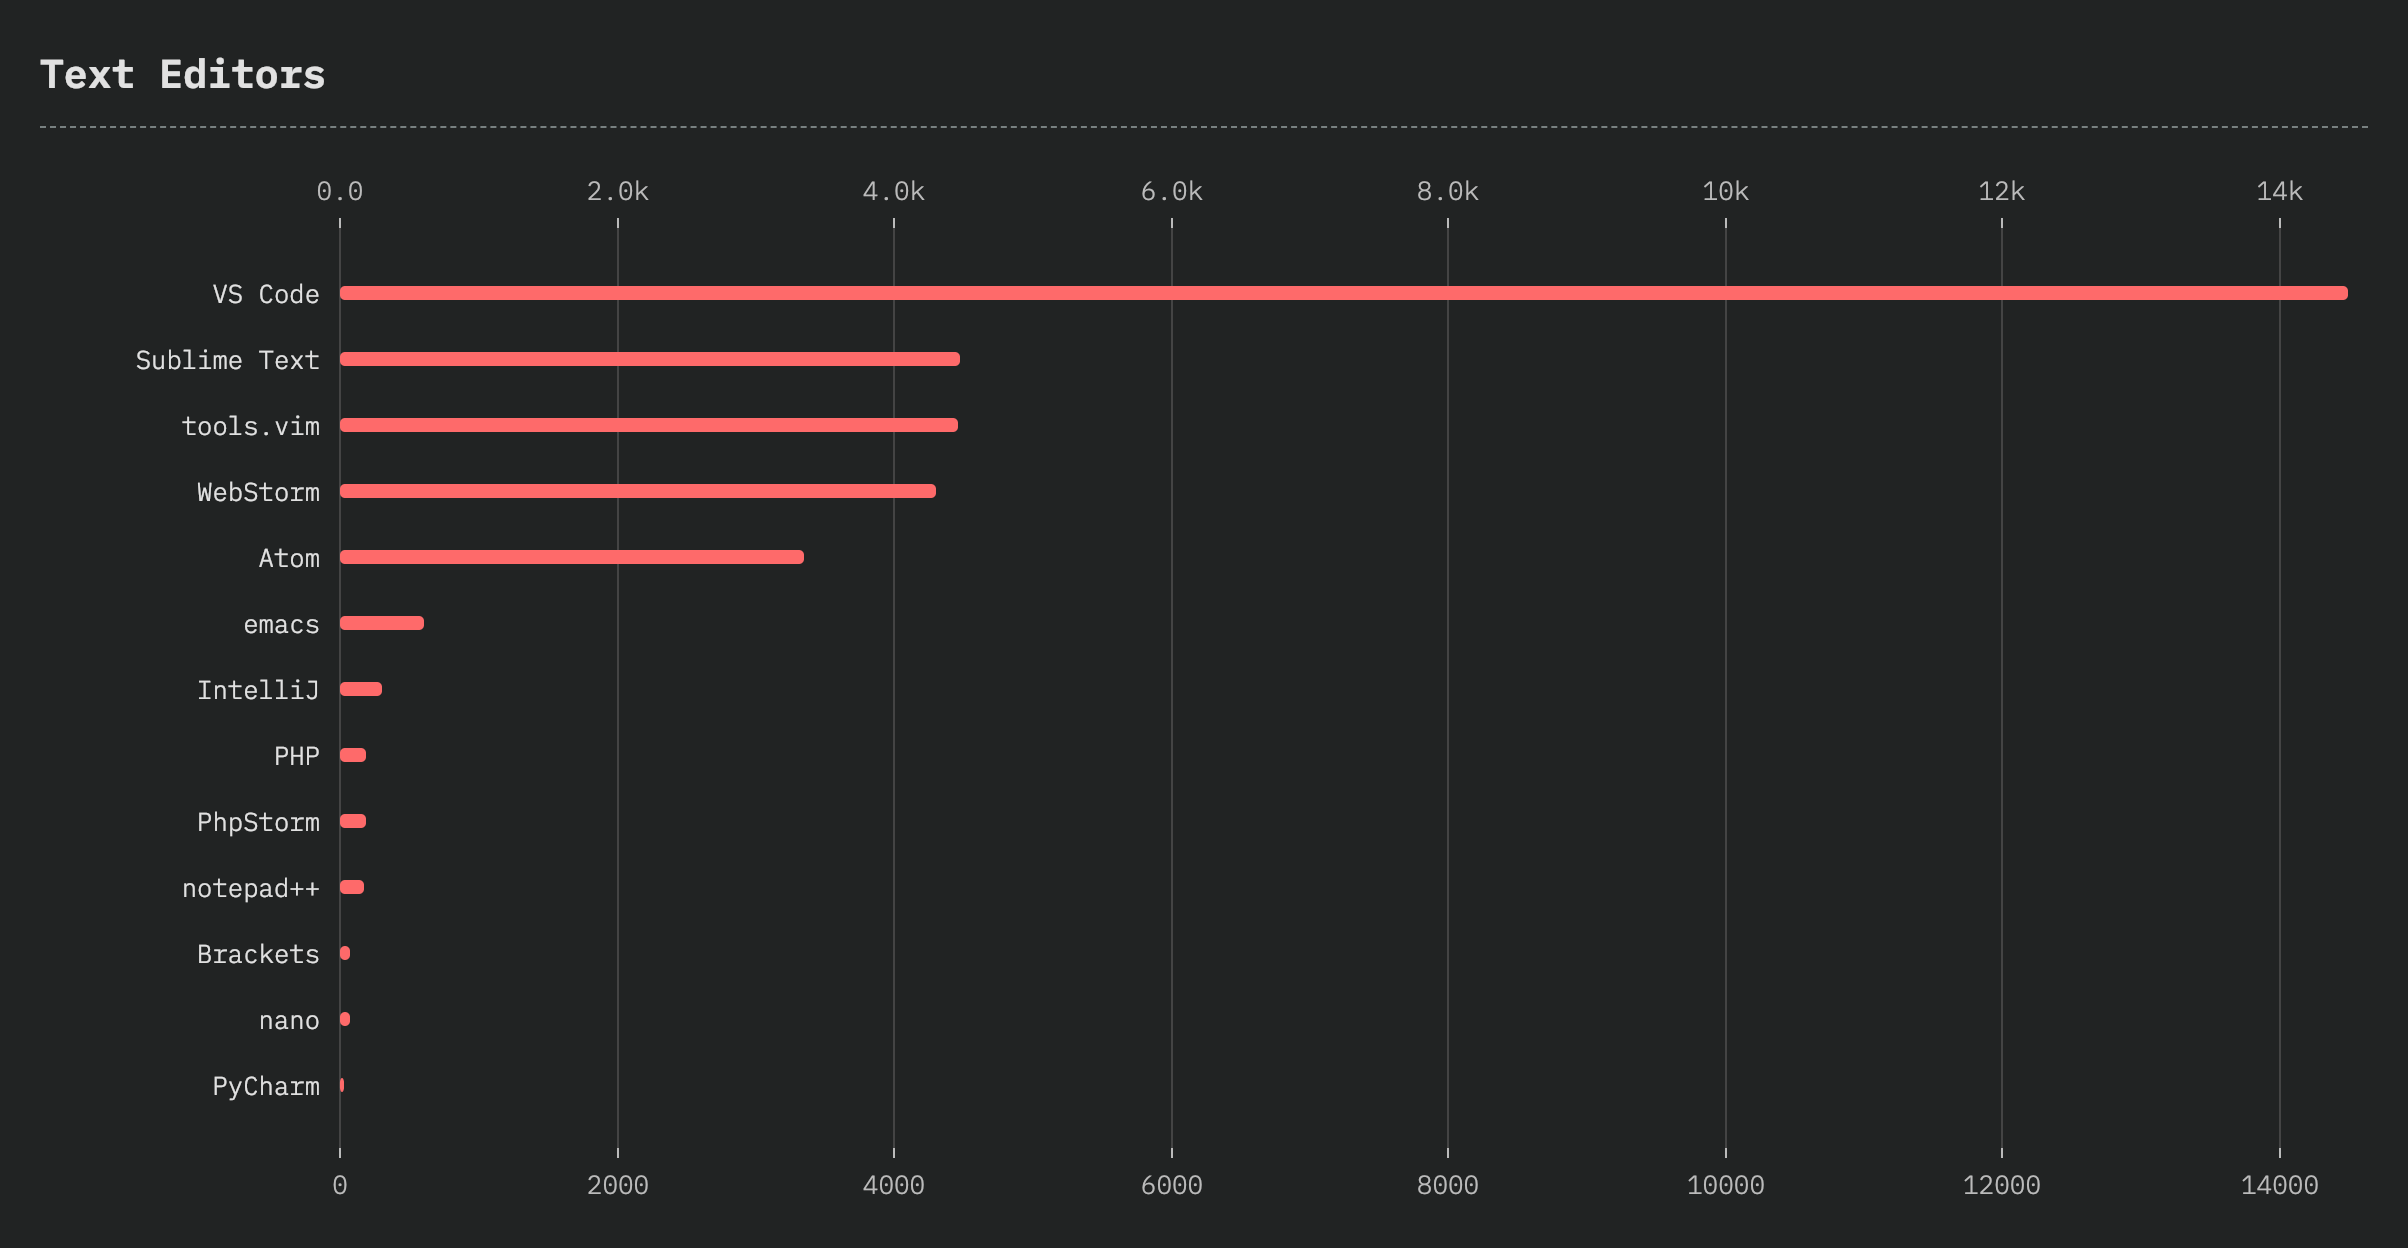 Text Editors
0.0 2.0k 4.0k 6.0k 8.0k 10k 12k 14k
VS Code
Sublime Text
tools.vim
WebStorm
Atom
emacs
IntelliJ
PHP
PhpStorm
notepad++
Brackets
nano
PyCharm
0 2000 4000 6000 8000 10000 12000 14000